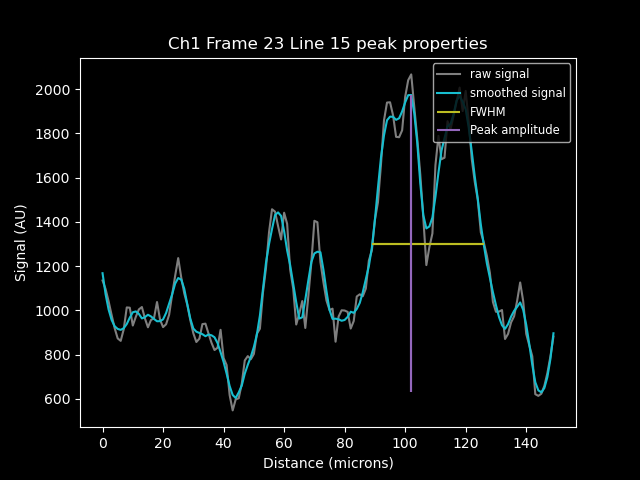 Ch1 Frame 23 Line 15 peak properties
raw signal
smoothed signal
FWHM
Peak amplitude
Signal (AU)
2000
1800
1600
1400
1200
1000
800
600
0 20 40 60 80 100 120 140
Distance (microns)